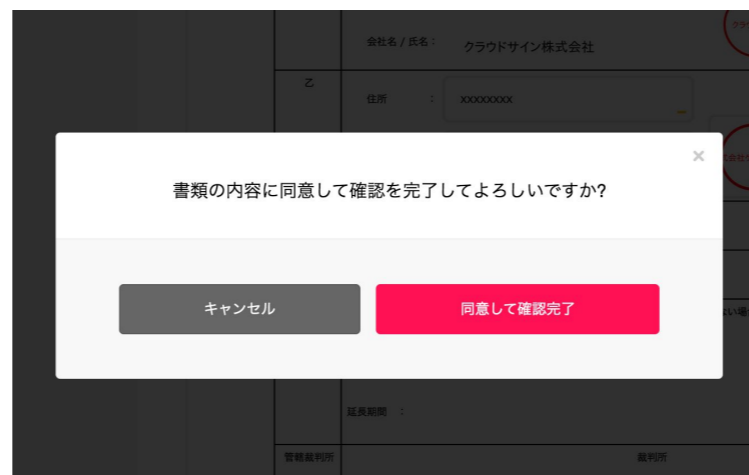 会社名 / 氏名： クラウドサイン株式会社
乙
住所 ： xxxxxxxx
×
書類の内容に同意して確認を完了してよろしいですか?
キャンセル 同意して確認完了
延長期間 ：
管轄裁判所 裁判所